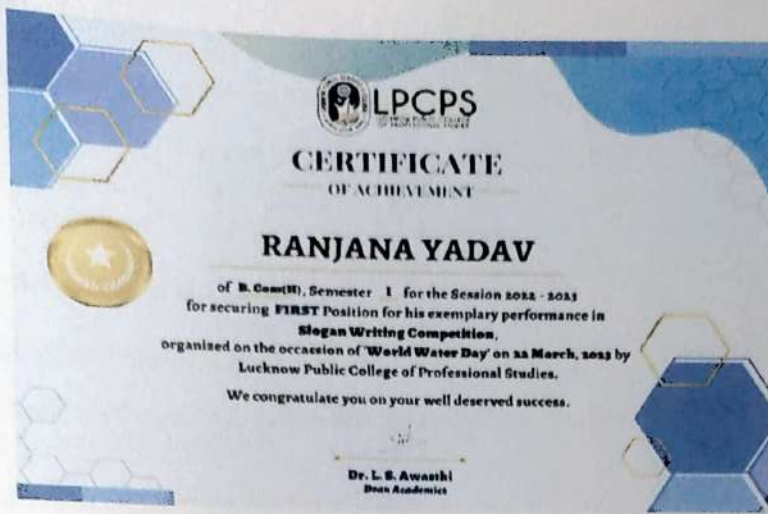 LPCPS
CERTIFICATE
OF ACHIEVEMENT
RANJANA YADAV
of B. Com(H), Semester 1 for the Session 2022 - 2023
for securing FIRST Position for his exemplary performance in
Slogan Writing Competition,
organized on the occasion of 'World Water Day' on 22 March, 2023 by
Lucknow Public College of Professional Studies.
We congratulate you on your well deserved success.
Dr. L. S. Awasthi
Dean Academics